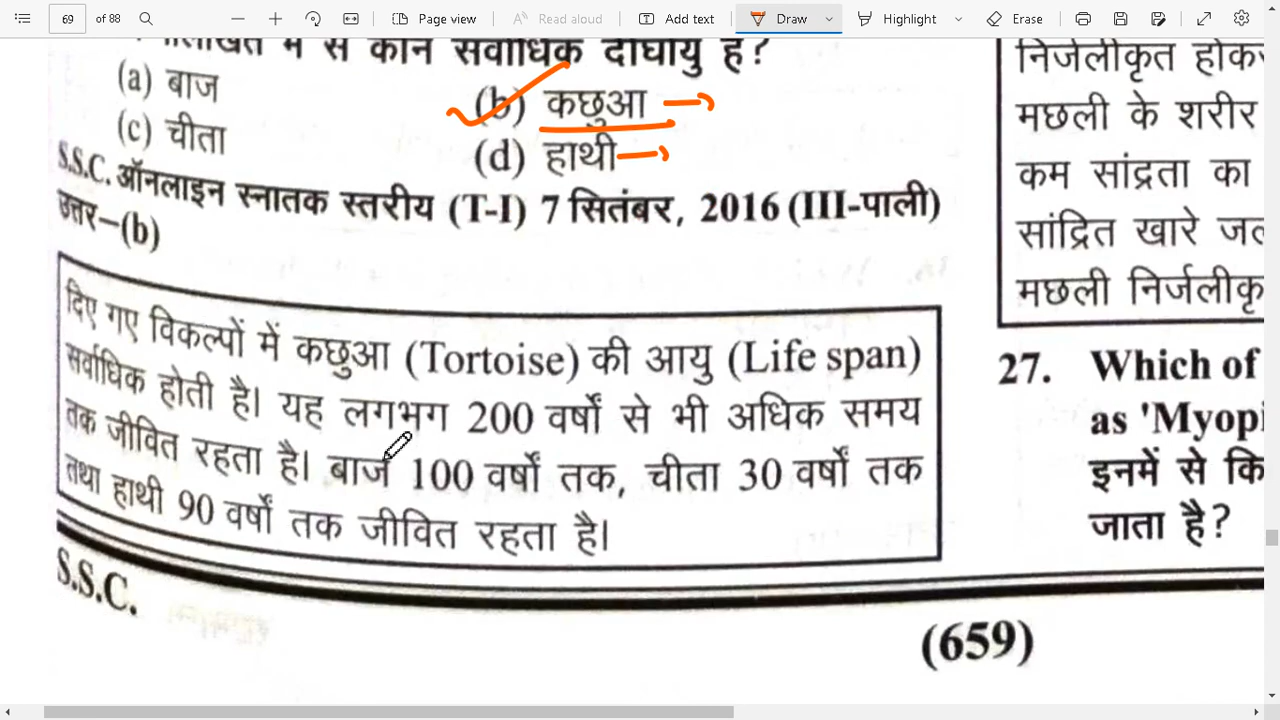 69 of 88 Page view Read aloud Add text Draw Highlight Erase
में से कौन सर्वाधिक दीर्घायु है?
(a) बाज (b) कछुआ
(c) चीता (d) हाथी
S.S.C. ऑनलाइन स्नातक स्तरीय (T-I) 7 सितंबर, 2016 (III-पाली)
उत्तर–(b)
दिए गए विकल्पों में कछुआ (Tortoise) की आयु (Life span)
सर्वाधिक होती है। यह लगभग 200 वर्षों से भी अधिक समय
तक जीवित रहता है। बाज 100 वर्षों तक, चीता 30 वर्षों तक
तथा हाथी 90 वर्षों तक जीवित रहता है।
S.S.C.
(659)
निर्जलीकृत
मछली के शरीर
कम सांद्रता का
सांद्रित खारे
मछली
27. Which of
as
इनमें से
जाता है?